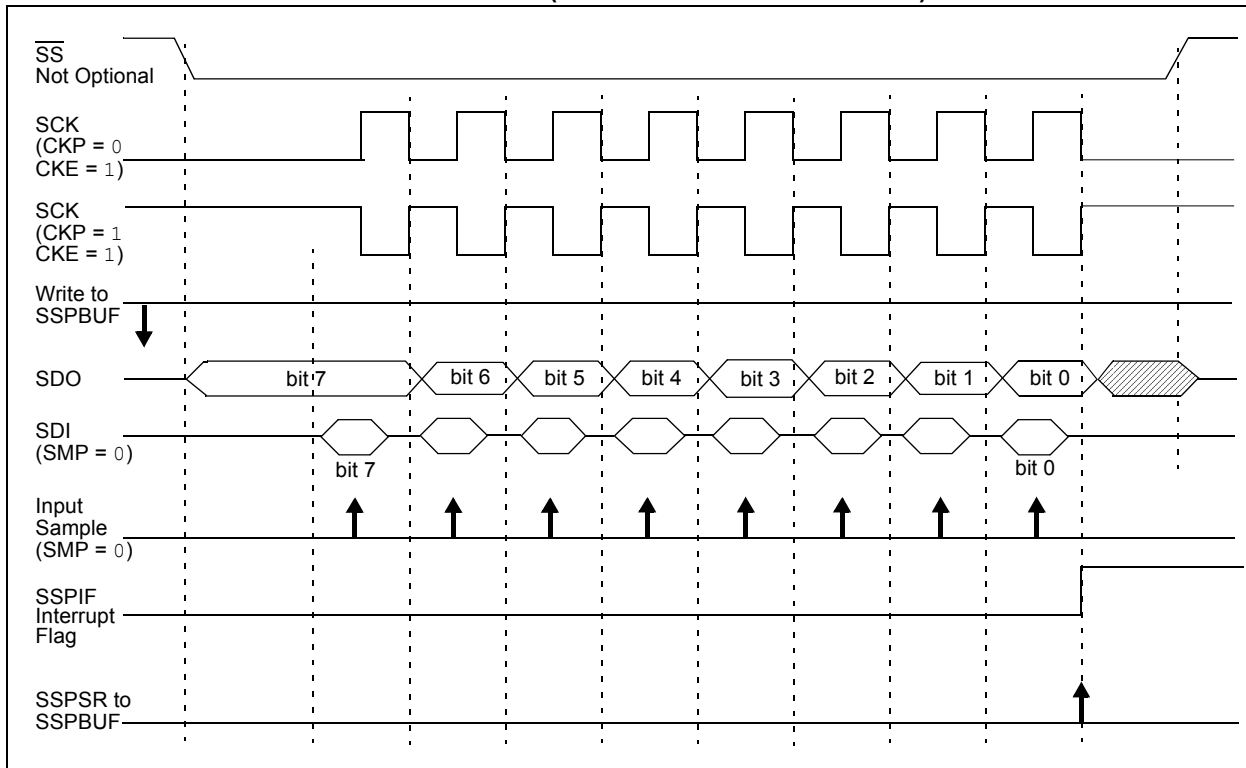 SS
Not Optional
SCK
(CKP = 0
CKE = 1)
SCK
(CKP = 1
CKE = 1)
Write to
SSPBUF
SDO
bit 7
bit 6
bit 5
bit 4
bit 3
bit 2
bit 1
bit 0
SDI
(SMP = 0)
bit 7
bit 0
Input
Sample
(SMP = 0)
SSPIF
Interrupt
Flag
SSPSR to
SSPBUF